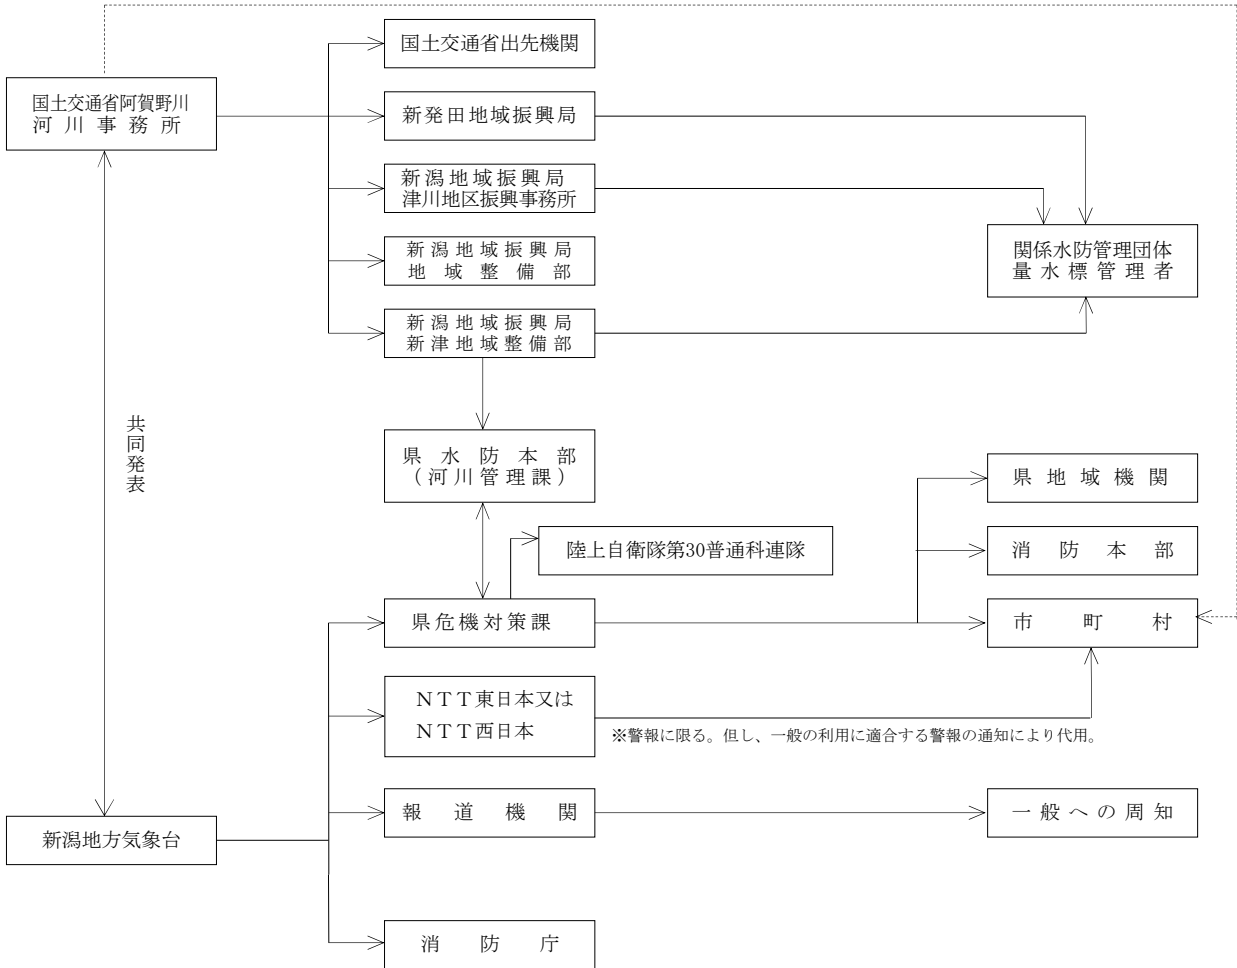 国土交通省出先機関
国土交通省阿賀野川
河川事務所
新発田地域振興局
新潟地域振興局
津川地区振興事務所
新潟地域振興局
地域整備部
関係水防管理団体
量水標管理者
新潟地域振興局
新津地域整備部
共同発表
県水防本部
（河川管理課）
県地域機関
陸上自衛隊第30普通科連隊
消防本部
県危機対策課
市町村
ＮＴＴ東日本又は
ＮＴＴ西日本
※警報に限る。但し、一般の利用に適合する警報の通知により代用。
報道機関
一般への周知
新潟地方気象台
消防庁